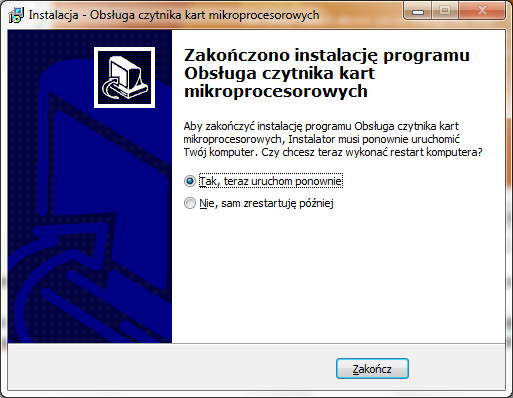 Instalacja - Obsługa czytnika kart mikroprocesorowych
Zakończono instalację programu
Obsługa czytnika kart
mikroprocesorowych
Aby zakończyć instalację programu Obsługa czytnika kart
mikroprocesorowych, Instalator musi ponownie uruchomić
Twój komputer. Czy chcesz teraz wykonać restart komputera?
Tak, teraz uruchom ponownie
Nie, sam zrestartuję później
Zakończ